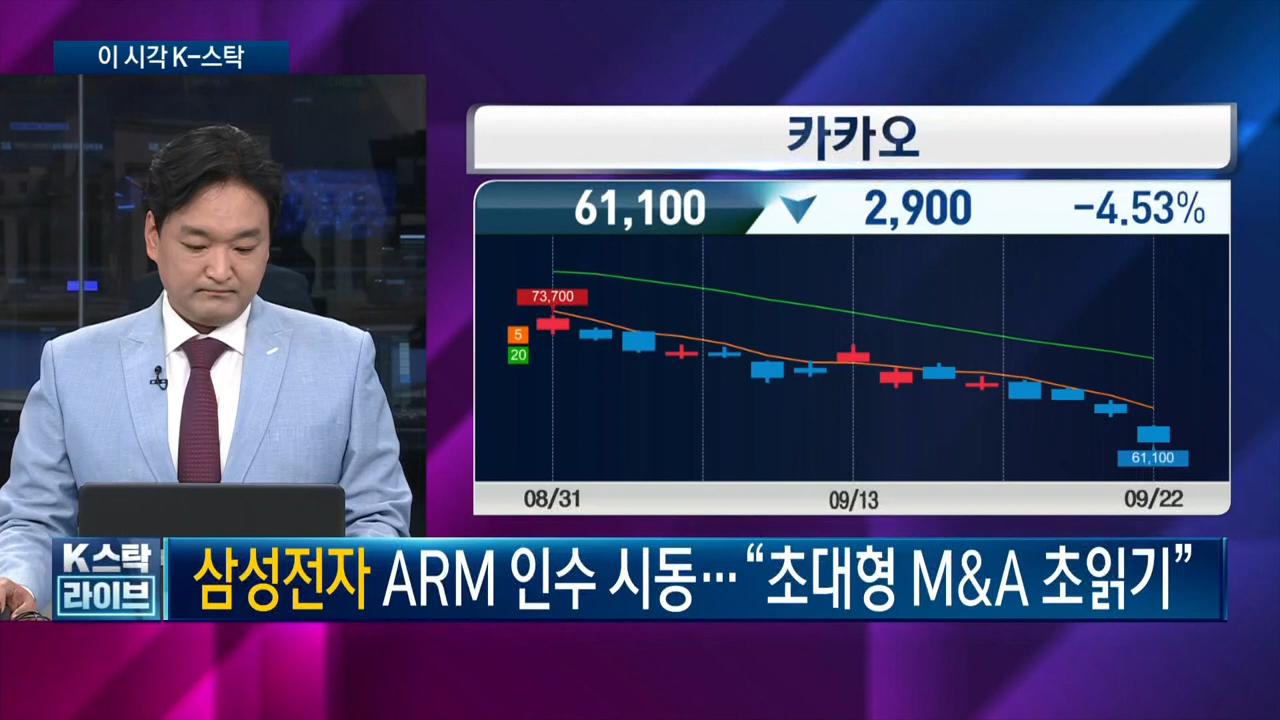 이 시각 K-스탁
카카오
61,100 ▼ 2,900 -4.53%
73,700
5
20
61,100
08/31 09/13 09/22
K스탁
라이브
삼성전자 ARM 인수 시동…“초대형 M&A 초읽기”